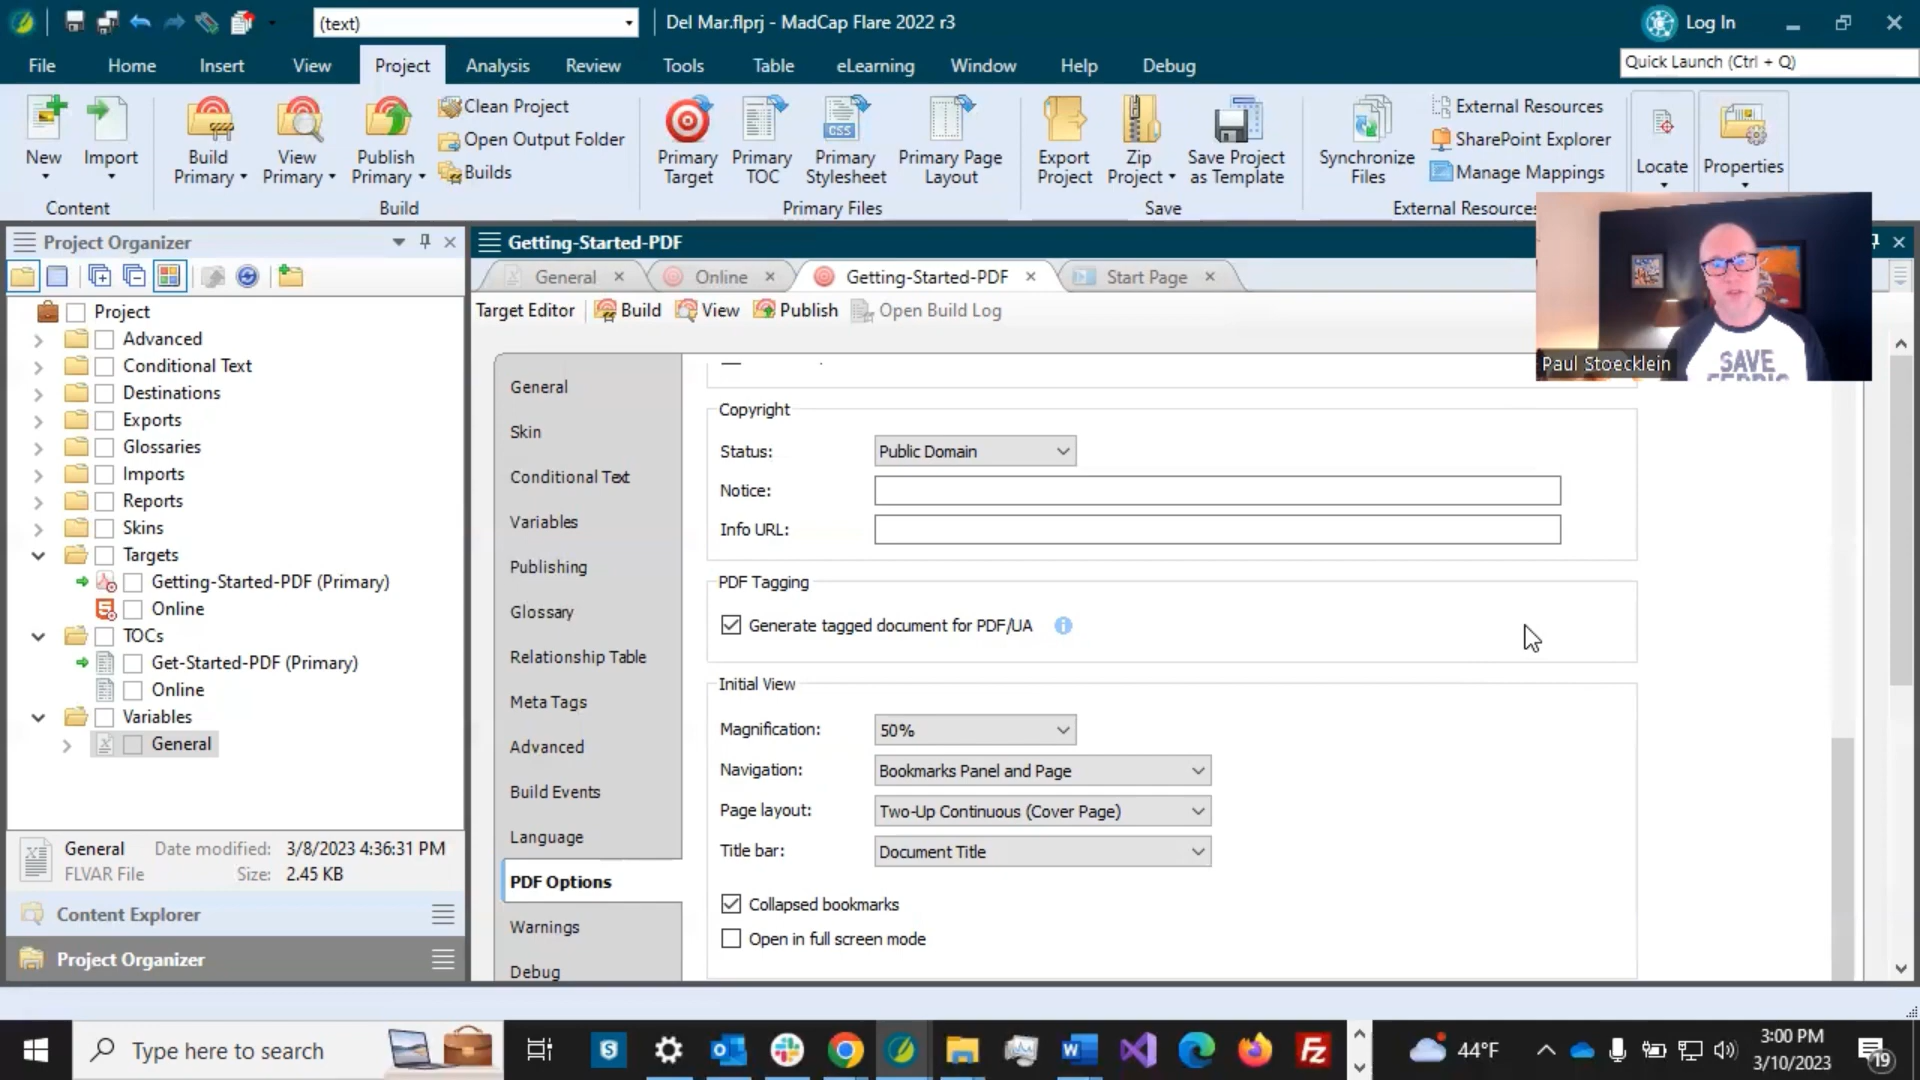 (text)
Del Mar.flprj - MadCap Flare 2022 r3
Log In
File Home Insert View Project Analysis Review Tools Table eLearning Window Help Debug
Quick Launch (Ctrl + Q)
New
Import
Content
Build Primary
View Primary
Publish Primary
Clean Project
Open Output Folder
Builds
Build
Primary Target
Primary TOC
CSS
Primary Stylesheet
Primary Page Layout
Primary Files
Export Project
Zip Project
Save Project as Template
Save
Synchronize Files
External Resources
SharePoint Explorer
Manage Mappings
External Resources
Locate
Properties
Project Organizer
Project
Advanced
Conditional Text
Destinations
Exports
Glossaries
Imports
Reports
Skins
Targets
Getting-Started-PDF (Primary)
Online
TOCs
Get-Started-PDF (Primary)
Online
Variables
General
General Date modified: 3/8/2023 4:36:31 PM
FLVAR File Size: 2.45 KB
Content Explorer
Project Organizer
Getting-Started-PDF
General Online Getting-Started-PDF Start Page
Target Editor Build View Publish Open Build Log
General
Skin
Conditional Text
Variables
Publishing
Glossary
Relationship Table
Meta Tags
Advanced
Build Events
Language
PDF Options
Warnings
Debug
Copyright
Status: Public Domain
Notice:
Info URL:
PDF Tagging
Generate tagged document for PDF/UA
Initial View
Magnification: 50%
Navigation: Bookmarks Panel and Page
Page layout: Two-Up Continuous (Cover Page)
Title bar: Document Title
Collapsed bookmarks
Open in full screen mode
Paul Stoecklein
SAVE
Type here to search
44°F
3:00 PM
3/10/2023
19